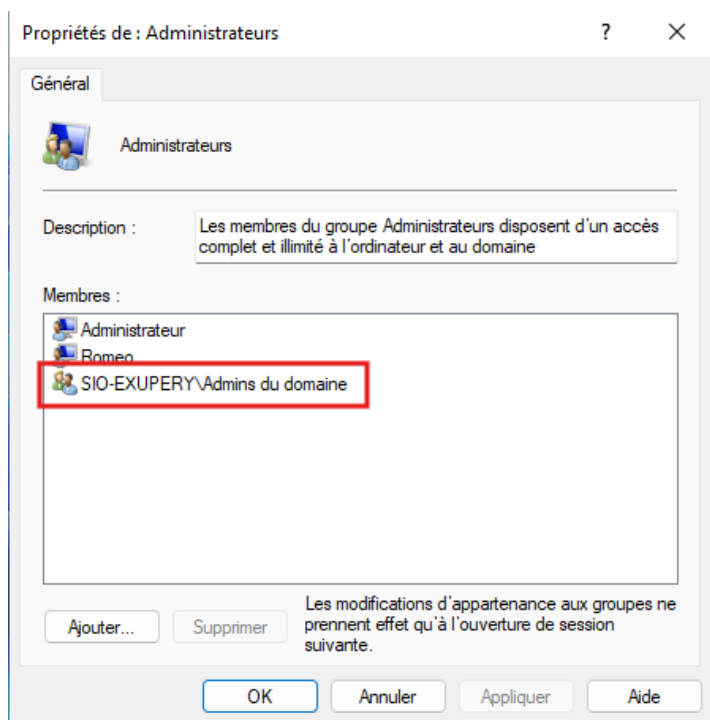 Propriétés de : Administrateurs
?
Général
Administrateurs
Description :
Les membres du groupe Administrateurs disposent d'un accès
complet et illimité à l'ordinateur et au domaine
Membres :
Administrateur
Romeo
SIO-EXUPERY\Admins du domaine
Ajouter...
Supprimer
Les modifications d'appartenance aux groupes ne
prennent effet qu'à l'ouverture de session
suivante.
OK
Annuler
Appliquer
Aide